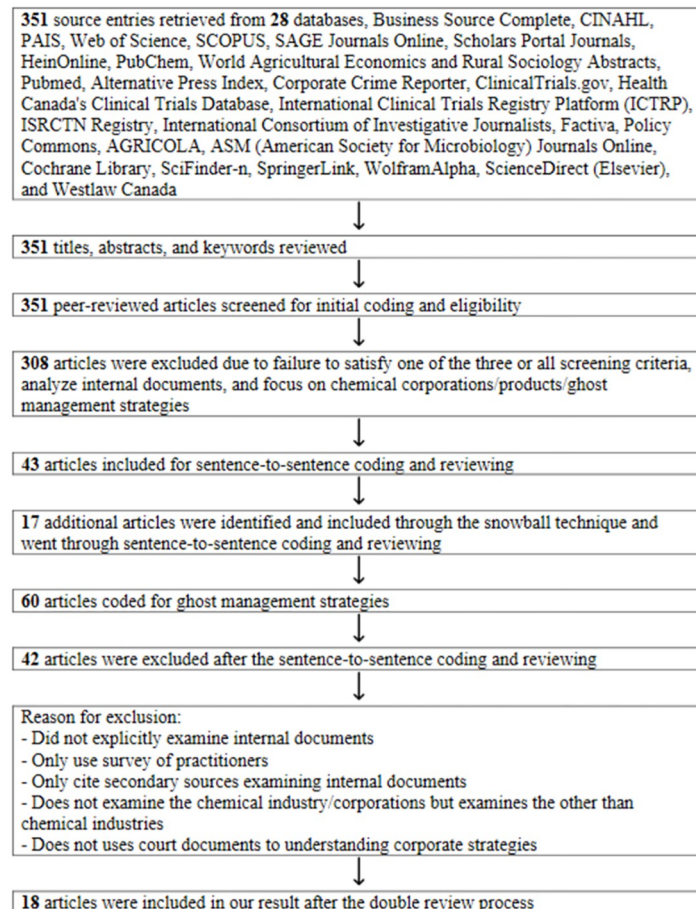 351 source entries retrieved from 28 databases, Business Source Complete, CINAHL,
PAIS, Web of Science, SCOPUS, SAGE Journals Online, Scholars Portal Journals,
HeinOnline, PubChem, World Agricultural Economics and Rural Sociology Abstracts,
Pubmed, Alternative Press Index, Corporate Crime Reporter, ClinicalTrials.gov, Health
Canada's Clinical Trials Database, International Clinical Trials Registry Platform (ICTRP),
ISRCTN Registry, International Consortium of Investigative Journalists, Factiva, Policy
Commons, AGRICOLA, ASM (American Society for Microbiology) Journals Online,
Cochrane Library, SciFinder-n, SpringerLink, WolframAlpha, ScienceDirect (Elsevier),
and Westlaw Canada
351 titles, abstracts, and keywords reviewed
351 peer-reviewed articles screened for initial coding and eligibility
308 articles were excluded due to failure to satisfy one of the three or all screening criteria,
analyze internal documents, and focus on chemical corporations/products/ghost
management strategies
43 articles included for sentence-to-sentence coding and reviewing
17 additional articles were identified and included through the snowball technique and
went through sentence-to-sentence coding and reviewing
60 articles coded for ghost management strategies
42 articles were excluded after the sentence-to-sentence coding and reviewing
Reason for exclusion:
- Did not explicitly examine internal documents
- Only use survey of practitioners
- Only cite secondary sources examining internal documents
- Does not examine the chemical industry/corporations but examines the other than
chemical industries
- Does not uses court documents to understanding corporate strategies
18 articles were included in our result after the double review process